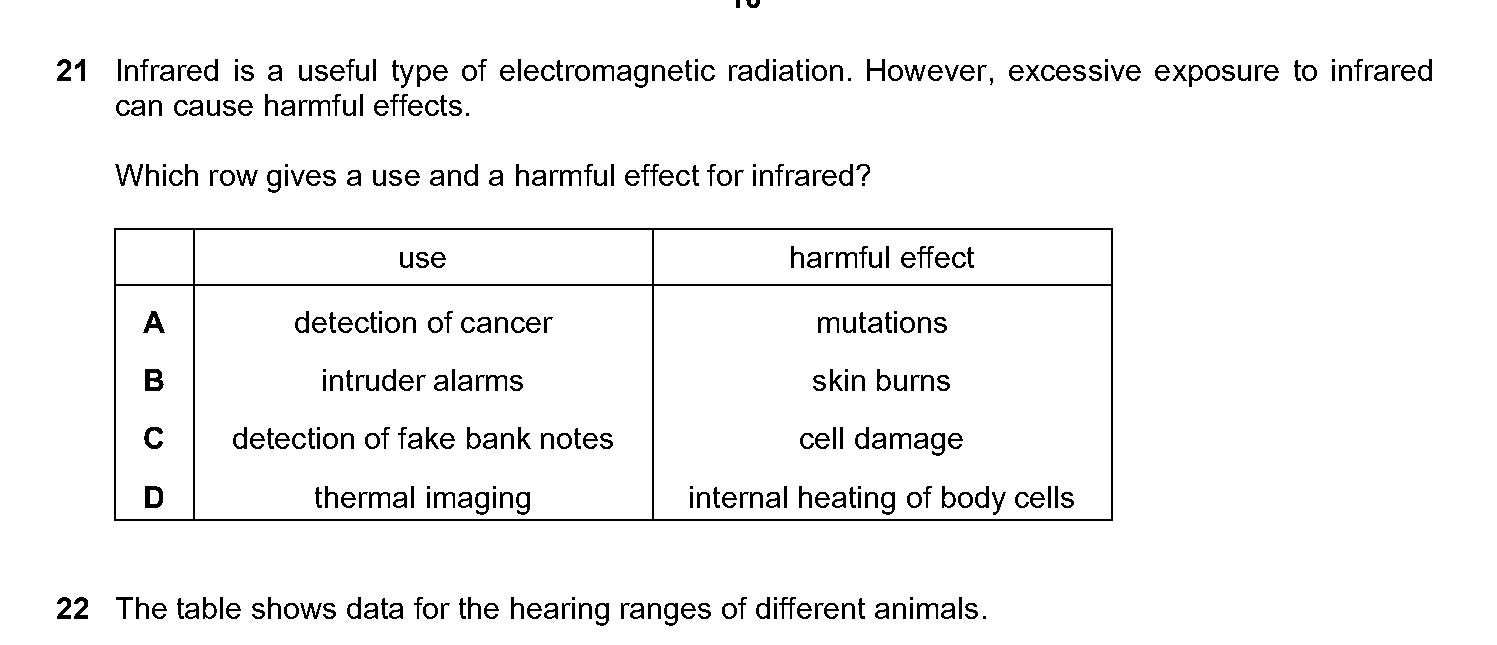 21 Infrared is a useful type of electromagnetic radiation. However, excessive exposure to infrared
can cause harmful effects.
Which row gives a use and a harmful effect for infrared?
use harmful effect
A detection of cancer mutations
B intruder alarms skin burns
C detection of fake bank notes cell damage
D thermal imaging internal heating of body cells
22 The table shows data for the hearing ranges of different animals.